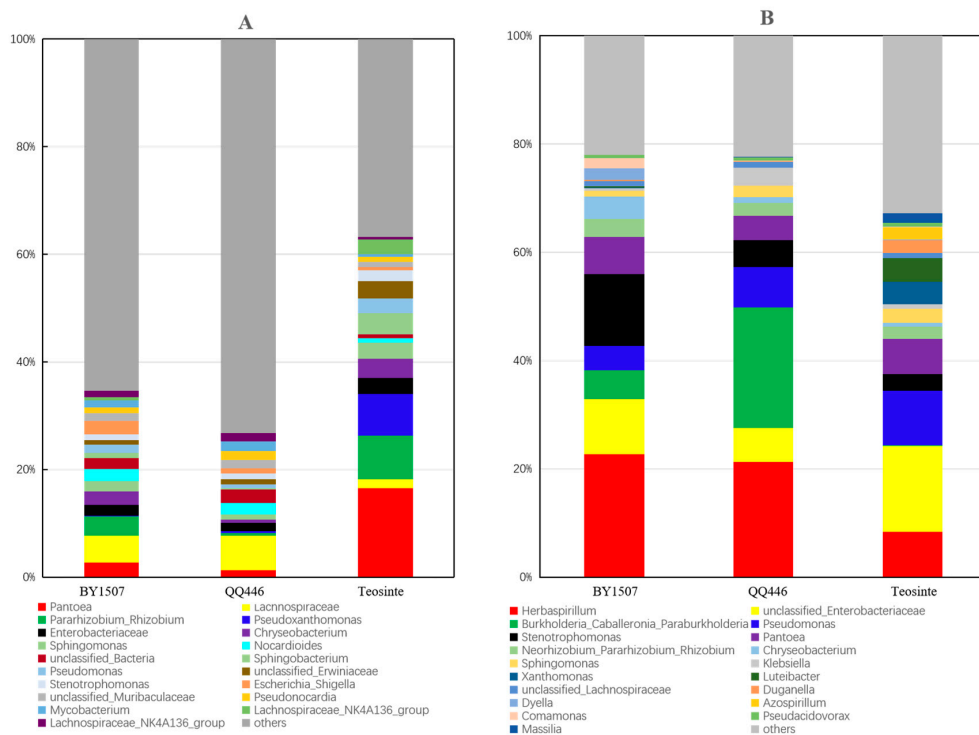 A
100%
80%
60%
40%
20%
0%
BY1507 QQ446 Teosinte
Pantoea Lachnospiraceae
Pararhizobium_Rhizobium Pseudoxanthomonas
Enterobacteriaceae Chryseobacterium
Sphingomonas Nocardioides
unclassified_Bacteria Sphingobacterium
Pseudomonas unclassified_Erwiniaceae
Stenotrophomonas Escherichia_Shigella
unclassified_Muribaculaceae Pseudonocardia
Mycobacterium Lachnospiraceae_NK4A136_group
Lachnospiraceae_NK4A136_group others
B
100%
80%
60%
40%
20%
0%
BY1507 QQ446 Teosinte
Herbaspirillum unclassified_Enterobacteriaceae
Burkholderia_Caballeronia_Paraburkholderia Pseudomonas
Stenotrophomonas Pantoea
Neorhizobium_Pararhizobium_Rhizobium Chryseobacterium
Sphingomonas Klebsiella
Xanthomonas Luteibacter
unclassified_Lachnospiraceae Duganella
Dyella Azospirillum
Comamonas Pseudacidovorax
Massilia others